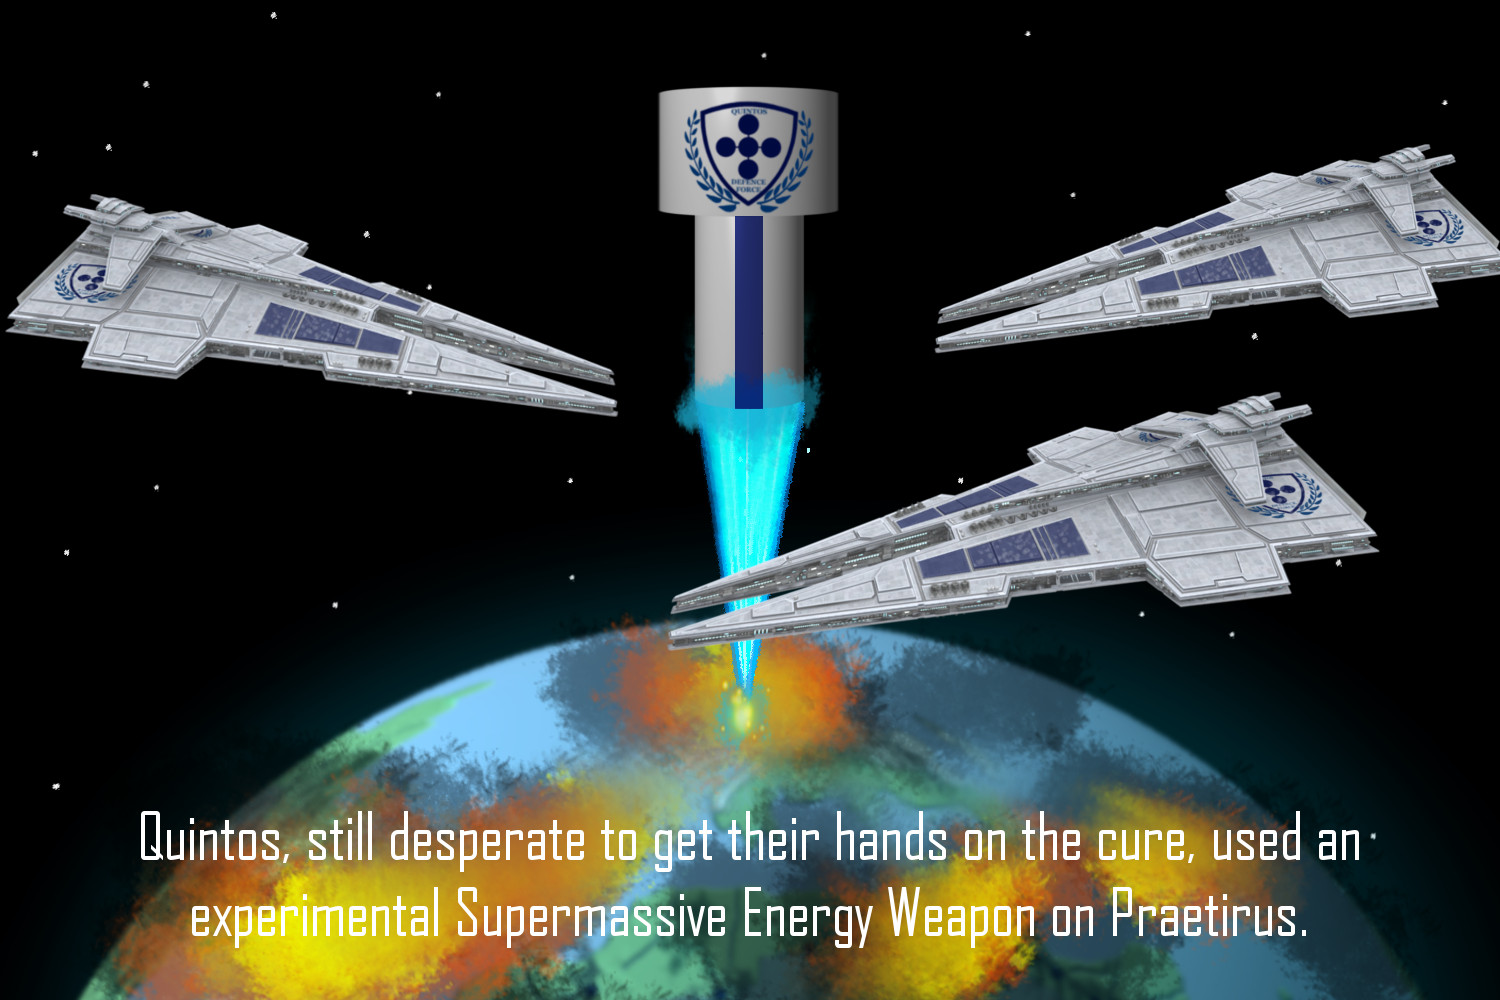 QUINTOS
DEFENCE
FORCE
Quintos, still desperate to get their hands on the cure, used an
experimental Supermassive Energy Weapon on Praetirus.